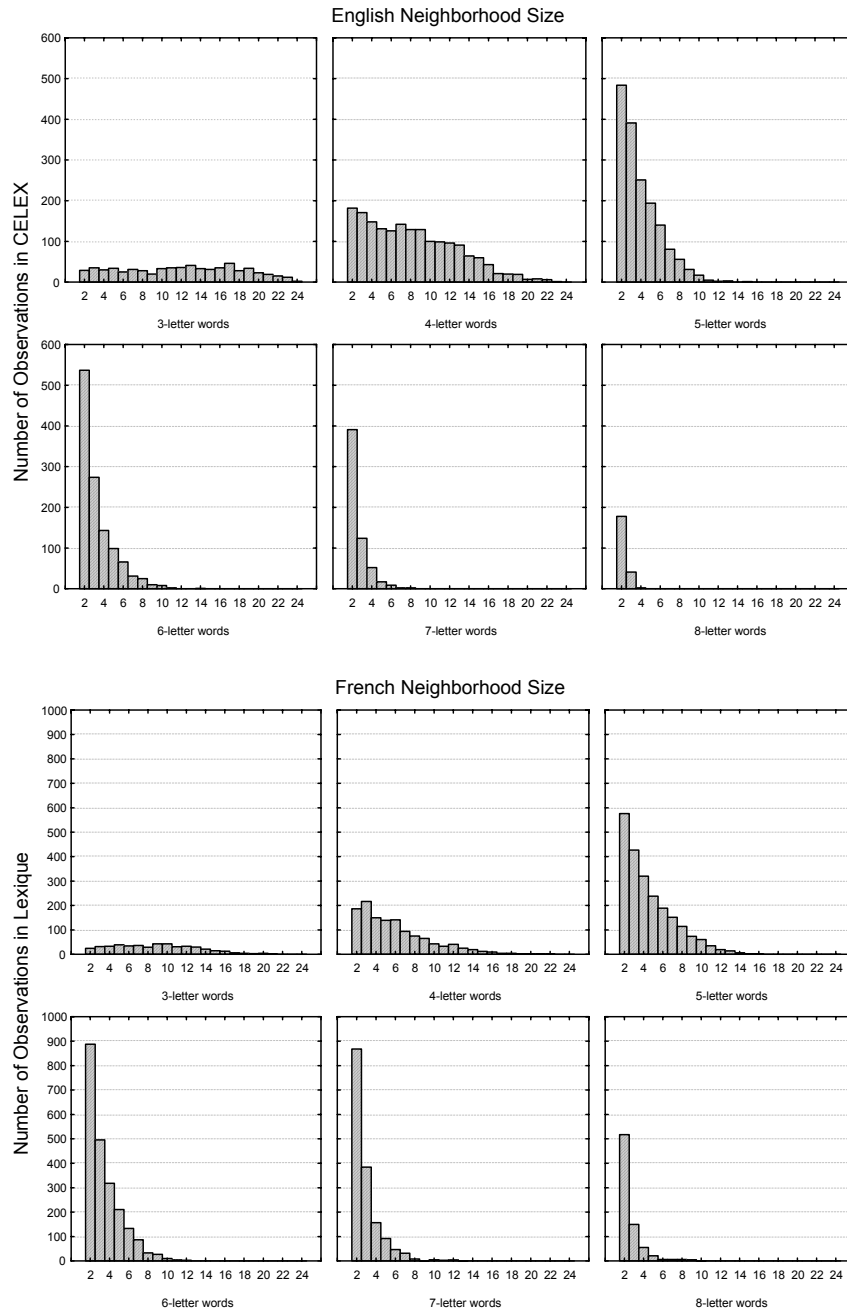 English Neighborhood Size
Number of Observations in CELEX
600
500
400
300
200
100
0
2 4 6 8 10 12 14 16 18 20 22 24
3-letter words
2 4 6 8 10 12 14 16 18 20 22 24
4-letter words
2 4 6 8 10 12 14 16 18 20 22 24
5-letter words
600
500
400
300
200
100
0
2 4 6 8 10 12 14 16 18 20 22 24
6-letter words
2 4 6 8 10 12 14 16 18 20 22 24
7-letter words
2 4 6 8 10 12 14 16 18 20 22 24
8-letter words
French Neighborhood Size
Number of Observations in Lexique
1000
900
800
700
600
500
400
300
200
100
0
2 4 6 8 10 12 14 16 18 20 22 24
3-letter words
2 4 6 8 10 12 14 16 18 20 22 24
4-letter words
2 4 6 8 10 12 14 16 18 20 22 24
5-letter words
1000
900
800
700
600
500
400
300
200
100
0
2 4 6 8 10 12 14 16 18 20 22 24
6-letter words
2 4 6 8 10 12 14 16 18 20 22 24
7-letter words
2 4 6 8 10 12 14 16 18 20 22 24
8-letter words